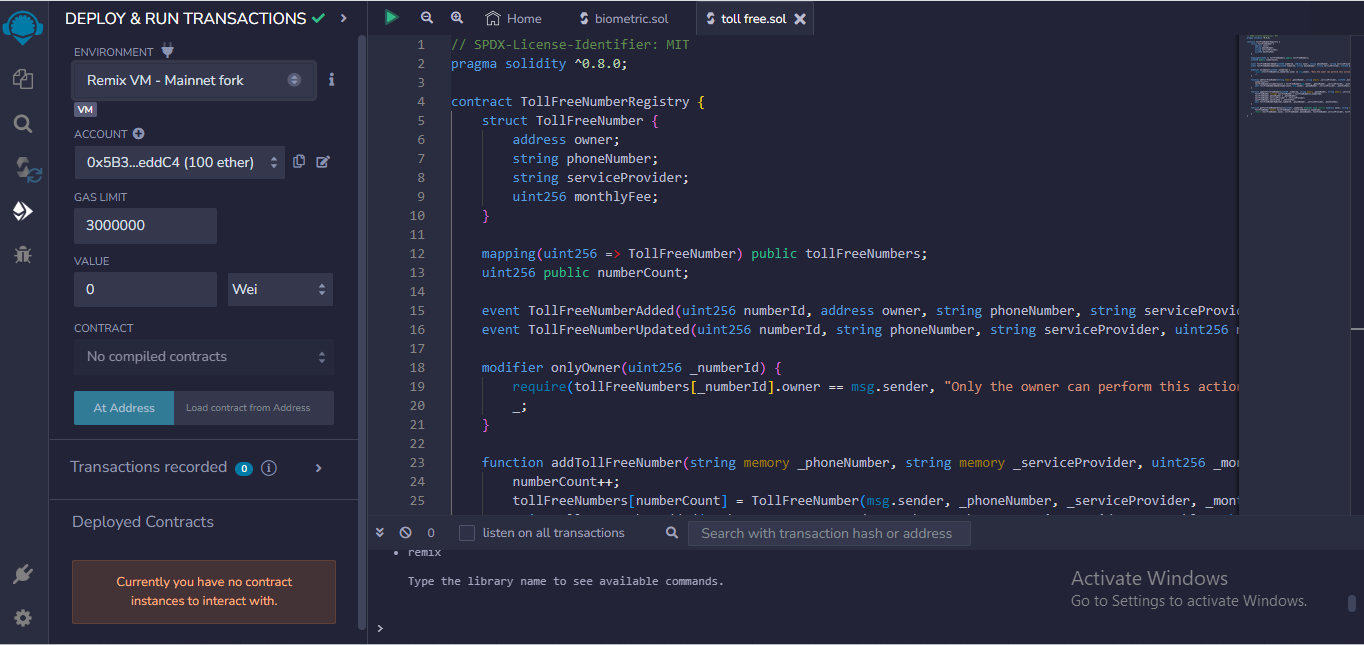 DEPLOY & RUN TRANSACTIONS
ENVIRONMENT
Remix VM - Mainnet fork
VM
ACCOUNT
0x5B3...eddC4 (100 ether)
GAS LIMIT
3000000
VALUE
0
Wei
CONTRACT
No compiled contracts
At Address
Load contract from Address
Transactions recorded 0
Deployed Contracts
Currently you have no contract
instances to interact with.
Home
biometric.sol
toll free.sol
1 // SPDX-License-Identifier: MIT
2 pragma solidity ^0.8.0;
3
4 contract TollFreeNumberRegistry {
5 struct TollFreeNumber {
6 address owner;
7 string phoneNumber;
8 string serviceProvider;
9 uint256 monthlyFee;
10 }
11
12 mapping(uint256 => TollFreeNumber) public tollFreeNumbers;
13 uint256 public numberCount;
14
15 event TollFreeNumberAdded(uint256 numberId, address owner, string phoneNumber, string serviceProvi
16 event TollFreeNumberUpdated(uint256 numberId, string phoneNumber, string serviceProvider, uint256
17
18 modifier onlyOwner(uint256 _numberId) {
19 require(tollFreeNumbers[_numberId].owner == msg.sender, "Only the owner can perform this action
20 _;
21 }
22
23 function addTollFreeNumber(string memory _phoneNumber, string memory _serviceProvider, uint256 _mo
24 numberCount++;
25 tollFreeNumbers[numberCount] = TollFreeNumber(msg.sender, _phoneNumber, _serviceProvider, _mont
0
listen on all transactions
Search with transaction hash or address
• remix
Type the library name to see available commands.
>
Activate Windows
Go to Settings to activate Windows.